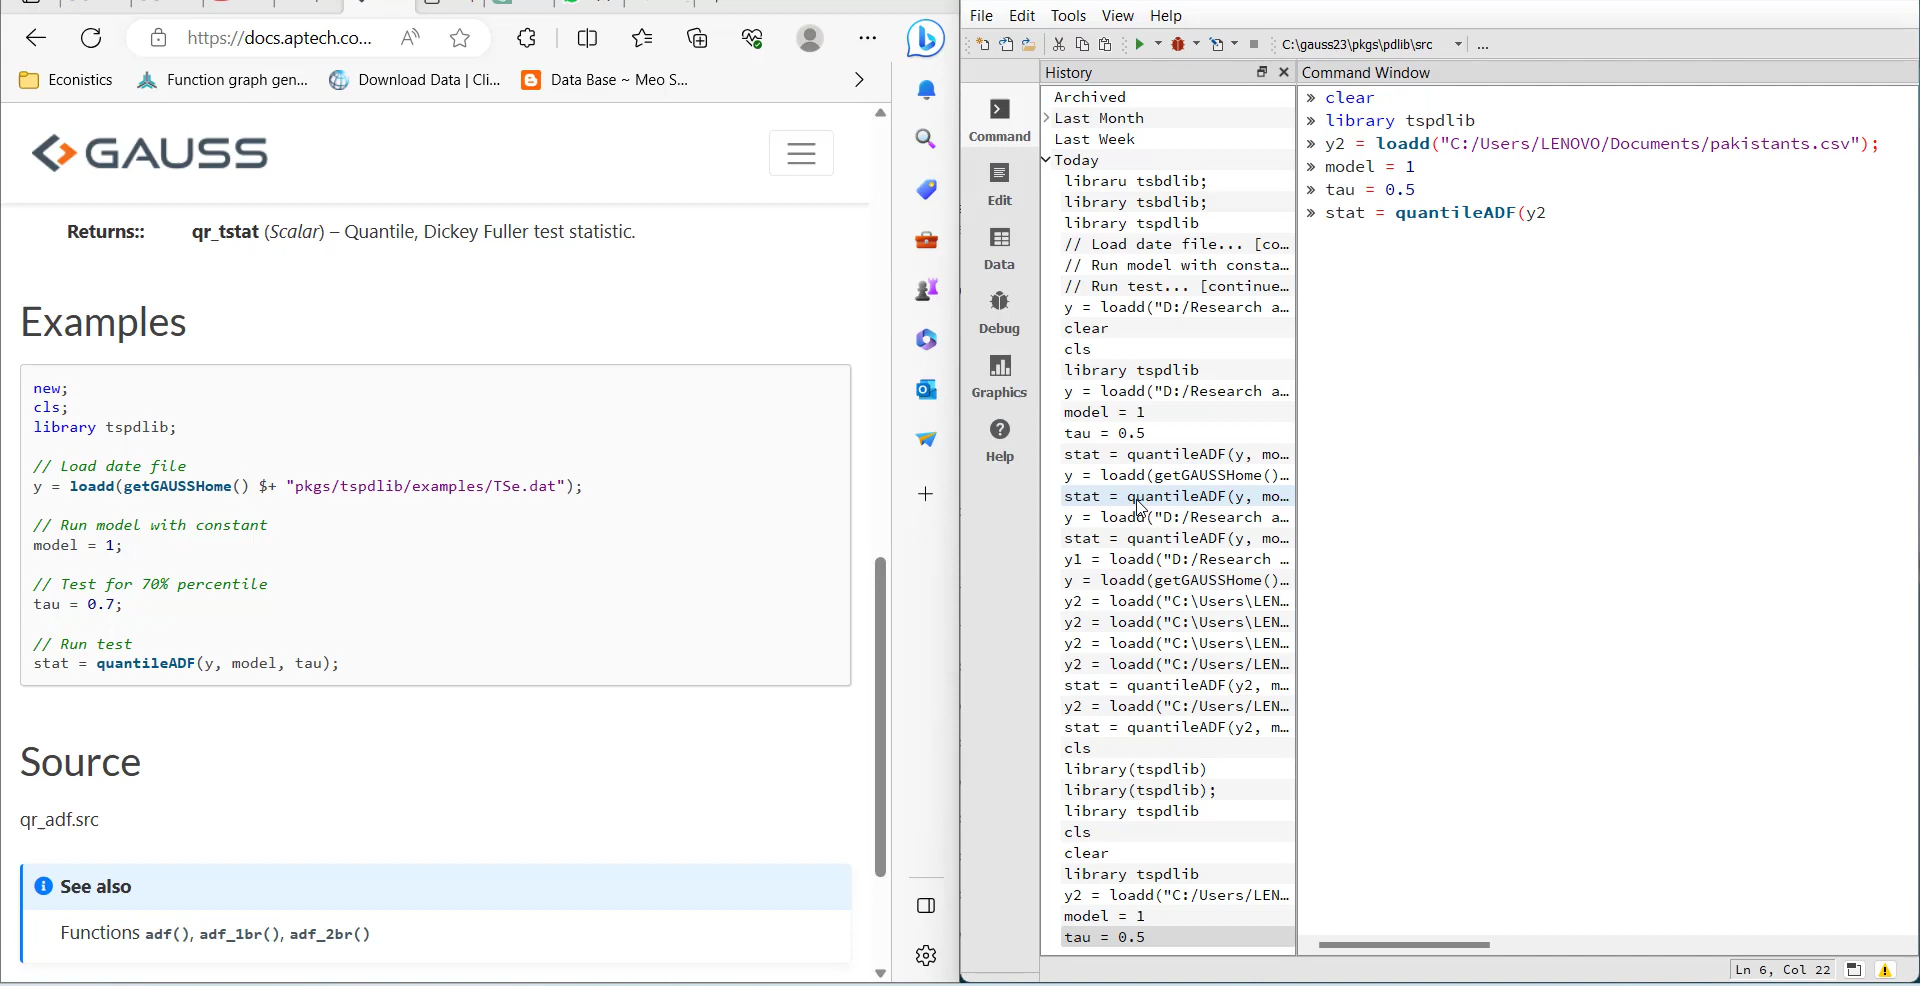 https://docs.aptech.co...
Econistics
Function graph gen...
Download Data | Cli...
Data Base ~ Meo S...
GAUSS
Returns:: qr_tstat (Scalar) – Quantile, Dickey Fuller test statistic.
Examples
new;
cls;
library tspdlib;
// Load date file
y = loadd(getGAUSSHome() $+ "pkgs/tspdlib/examples/TSe.dat");
// Run model with constant
model = 1;
// Test for 70% percentile
tau = 0.7;
// Run test
stat = quantileADF(y, model, tau);
Source
qr_adf.src
See also
Functions adf(), adf_1br(), adf_2br()
File Edit Tools View Help
C:\gauss23\pkgs\pdlib\src ...
Command
Edit
Data
Debug
Graphics
Help
History
Archived
Last Month
Last Week
Today
libraru tsbdlib;
library tsbdlib;
library tspdlib
// Load date file... [co…
// Run model with consta…
// Run test... [continue…
y = loadd("D:/Research a…
clear
cls
library tspdlib
y = loadd("D:/Research a…
model = 1
tau = 0.5
stat = quantileADF(y, mo…
y = loadd(getGAUSSHome()…
stat = quantileADF(y, mo…
y = loadd("D:/Research a…
stat = quantileADF(y, mo…
y1 = loadd("D:/Research …
y = loadd(getGAUSSHome()…
y2 = loadd("C:\Users\LEN…
y2 = loadd("C:\Users\LEN…
y2 = loadd("C:\Users\LEN…
y2 = loadd("C:/Users/LEN…
stat = quantileADF(y2, m…
y2 = loadd("C:/Users/LEN…
stat = quantileADF(y2, m…
cls
library(tspdlib)
library(tspdlib);
library tspdlib
cls
clear
library tspdlib
y2 = loadd("C:/Users/LEN…
model = 1
tau = 0.5
Command Window
» clear
» library tspdlib
» y2 = loadd("C:/Users/LENOVO/Documents/pakistants.csv");
» model = 1
» tau = 0.5
» stat = quantileADF(y2
Ln 6, Col 22